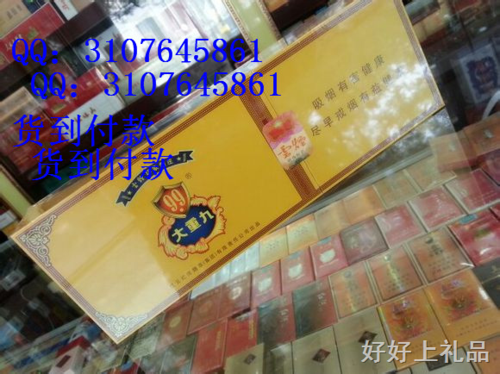 QQ：3107645861
QQ：3107645861
货到付款
货到付款
吸烟有害健康
尽早戒烟有益健康
99
大重九
好好上礼品